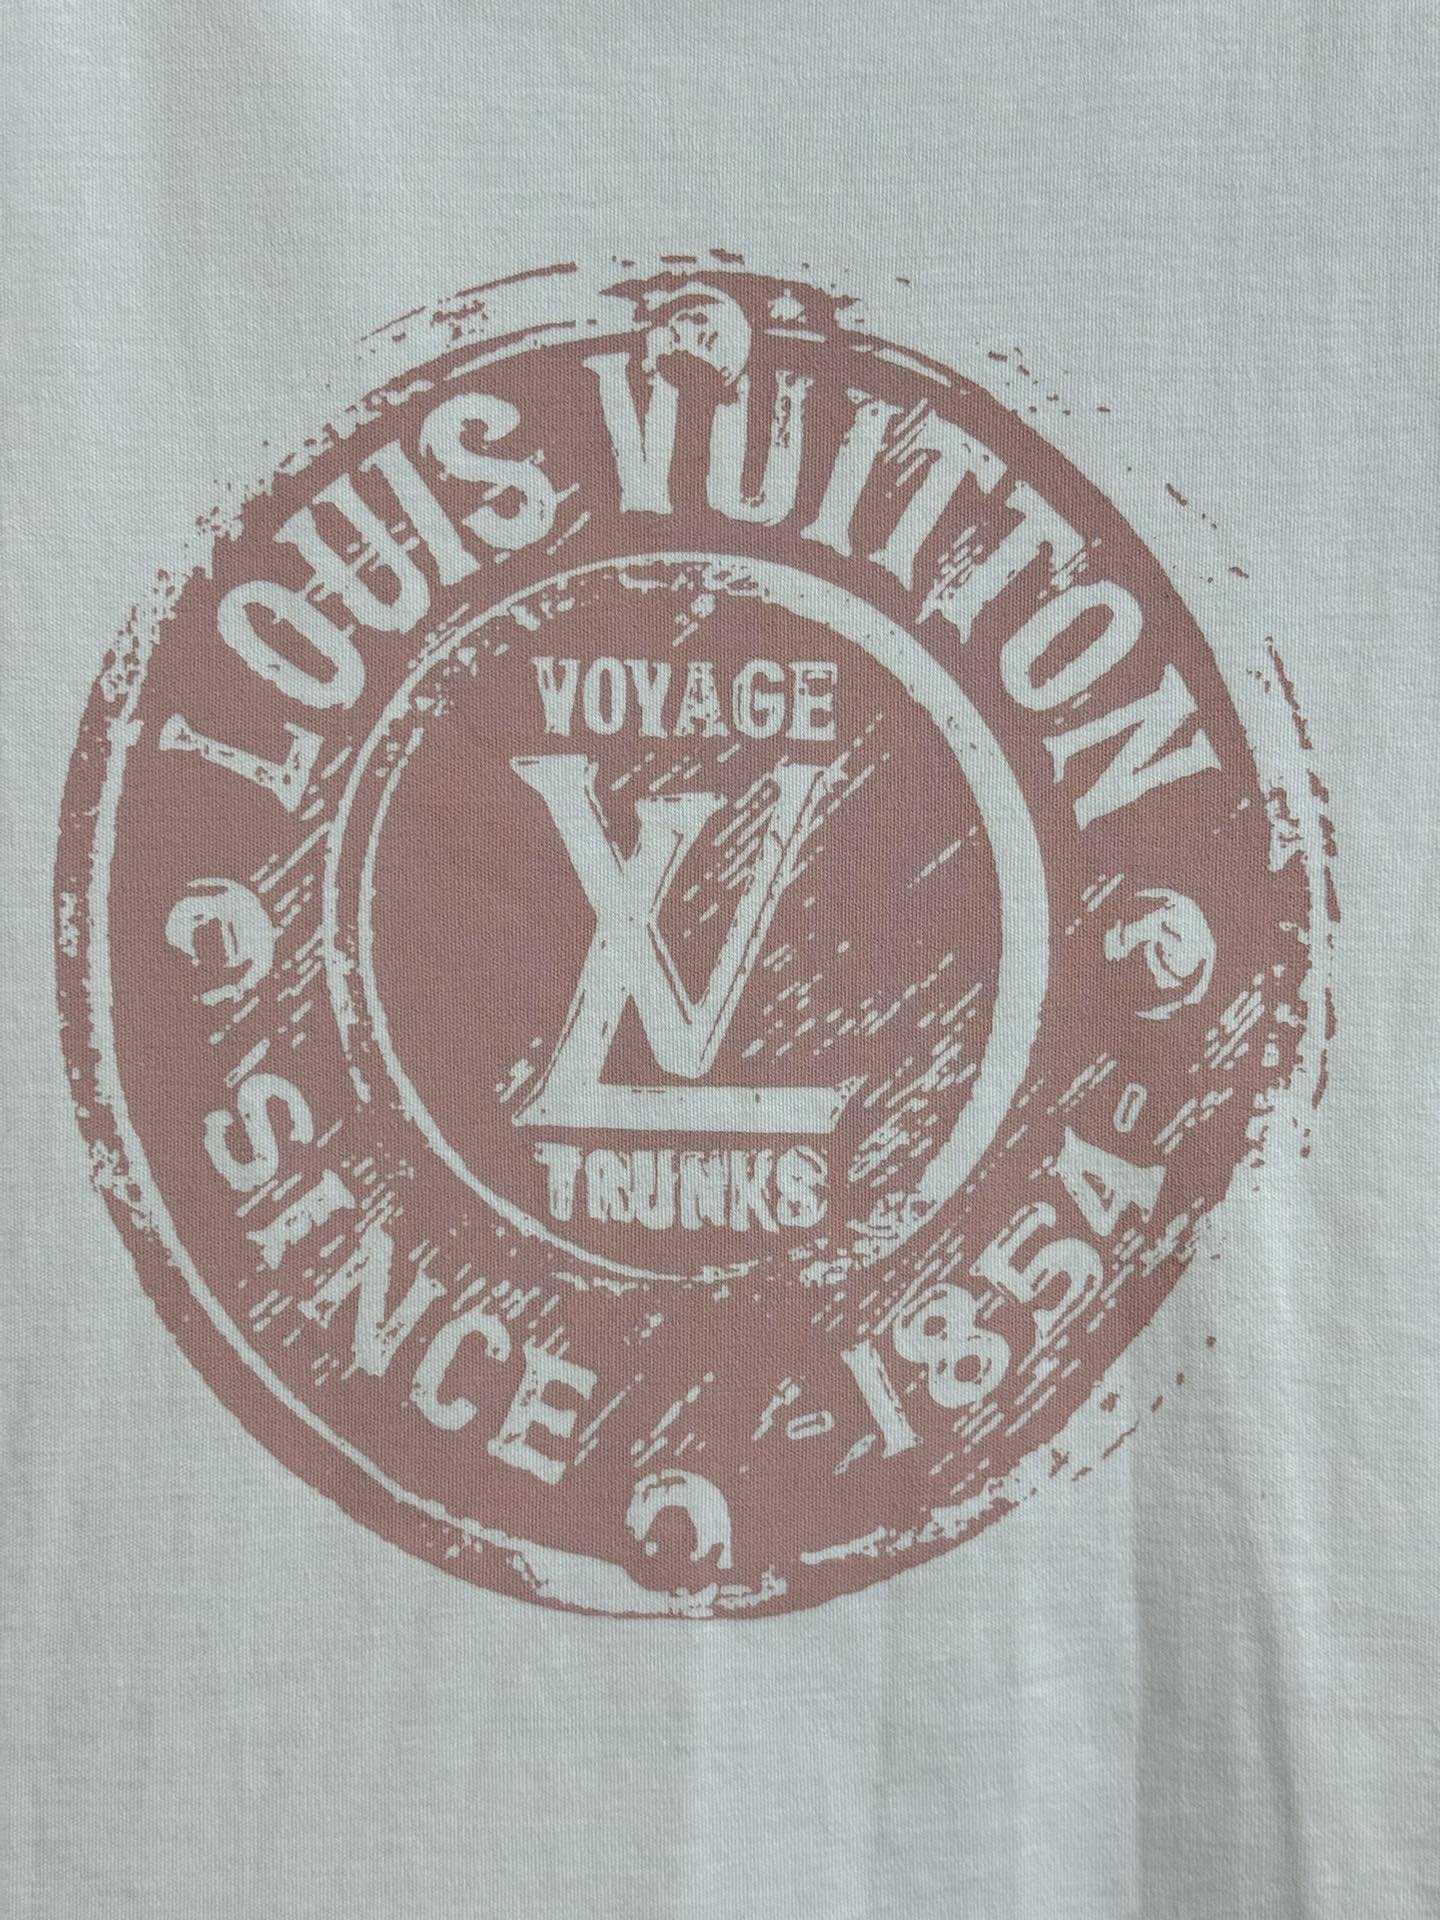 LOUIS VUITTON
VOYAGE
LV
TRUNKS
SINCE -1854-